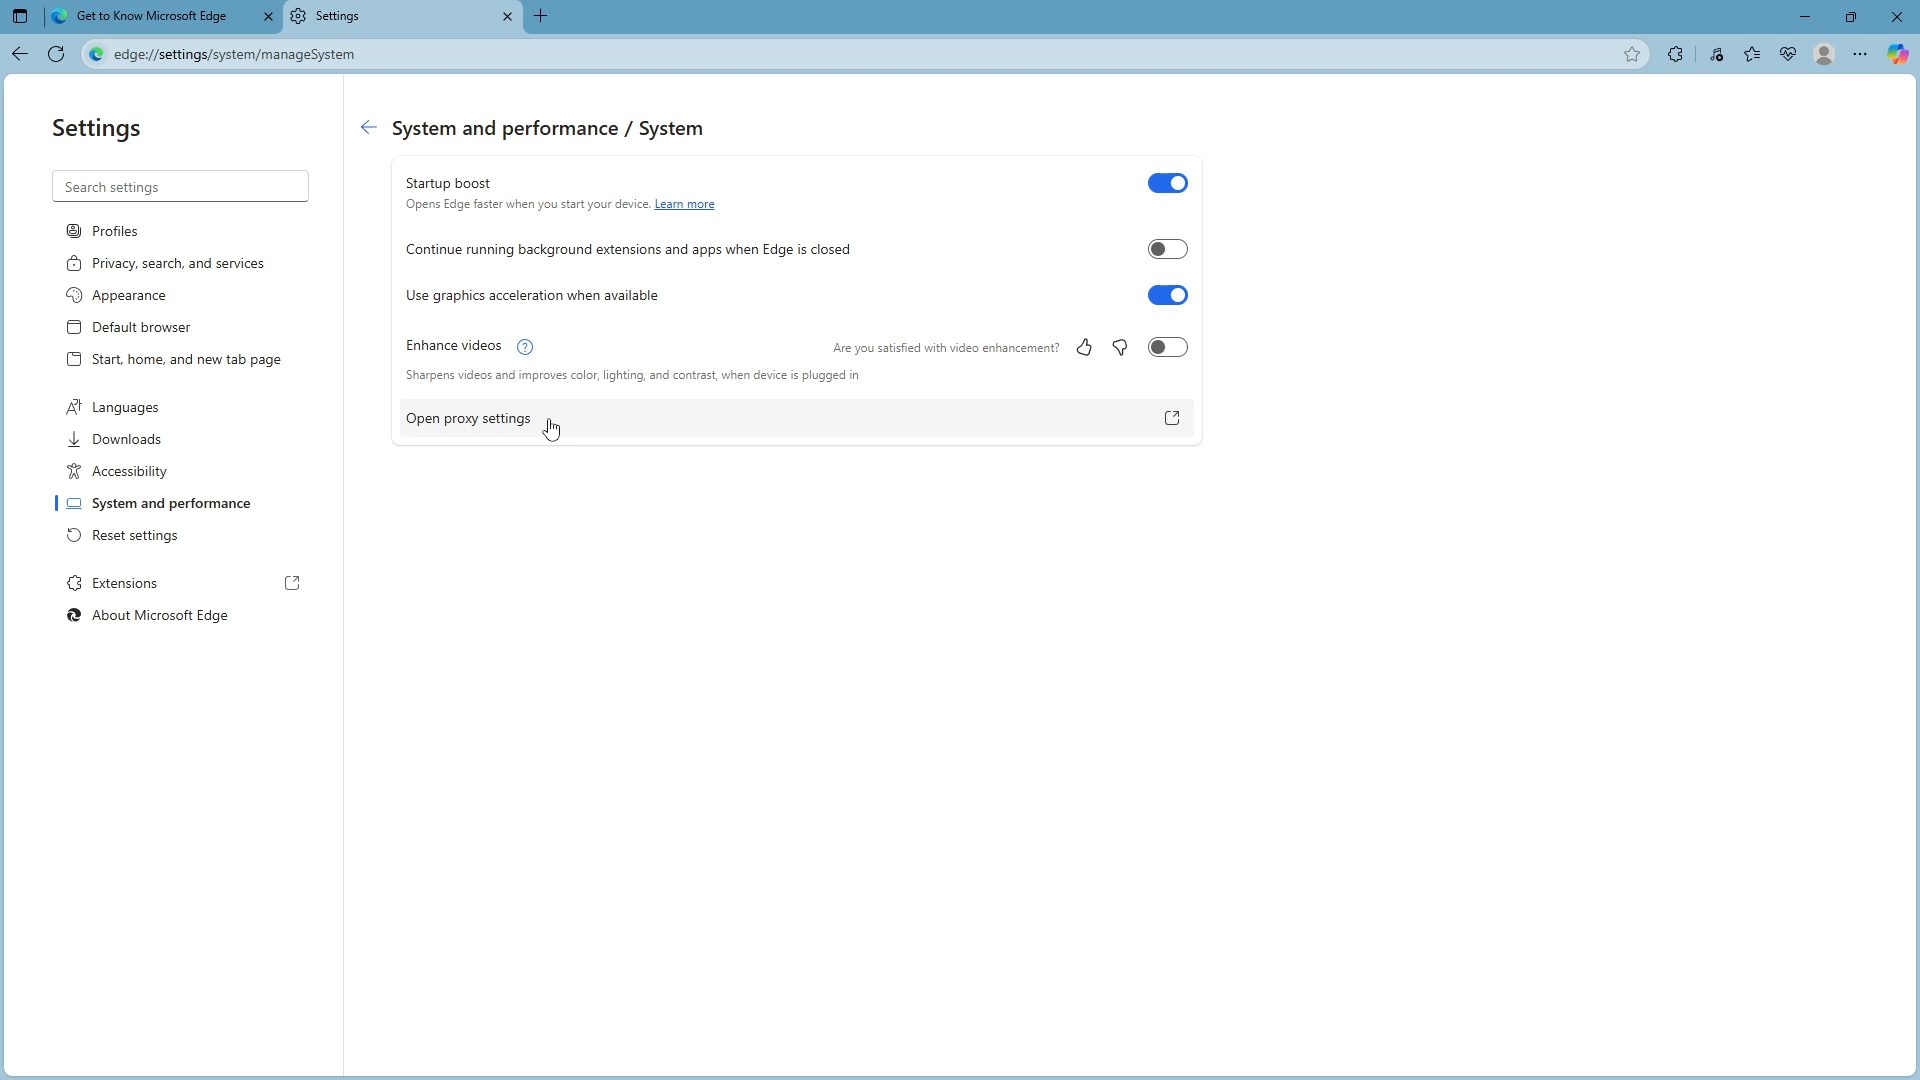 Get to Know Microsoft Edge
Settings
edge://settings/system/manageSystem
Settings
Search settings
Profiles
Privacy, search, and services
Appearance
Default browser
Start, home, and new tab page
Languages
Downloads
Accessibility
System and performance
Reset settings
Extensions
About Microsoft Edge
System and performance / System
Startup boost
Opens Edge faster when you start your device. Learn more
Continue running background extensions and apps when Edge is closed
Use graphics acceleration when available
Enhance videos
Are you satisfied with video enhancement?
Sharpens videos and improves color, lighting, and contrast, when device is plugged in
Open proxy settings